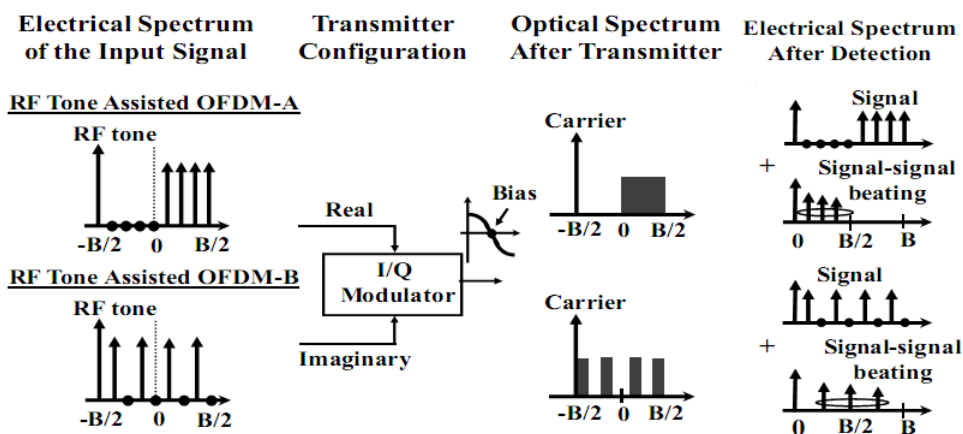 Electrical Spectrum
of the Input Signal
Transmitter
Configuration
Optical Spectrum
After Transmitter
Electrical Spectrum
After Detection
RF Tone Assisted OFDM-A
RF tone
-B/2 0 B/2
RF Tone Assisted OFDM-B
RF tone
-B/2 0 B/2
Real
Bias
I/Q
Modulator
Imaginary
Carrier
-B/2 0 B/2
Carrier
-B/2 0 B/2
Signal
+
Signal-signal
beating
0 B/2 B
Signal
+
Signal-signal
beating
0 B/2 B